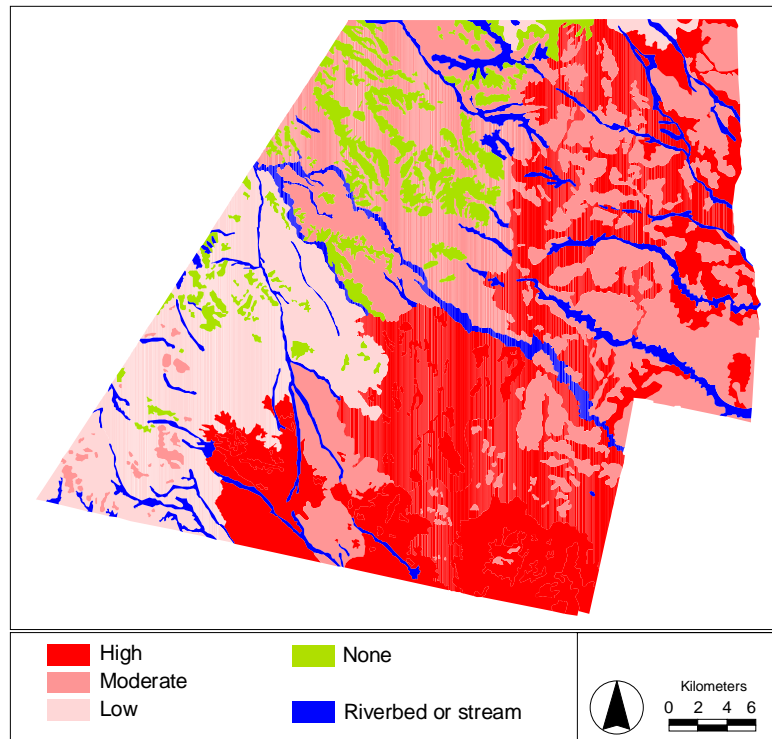 High
Moderate
Low
None
Riverbed or stream
Kilometers
0 2 4 6